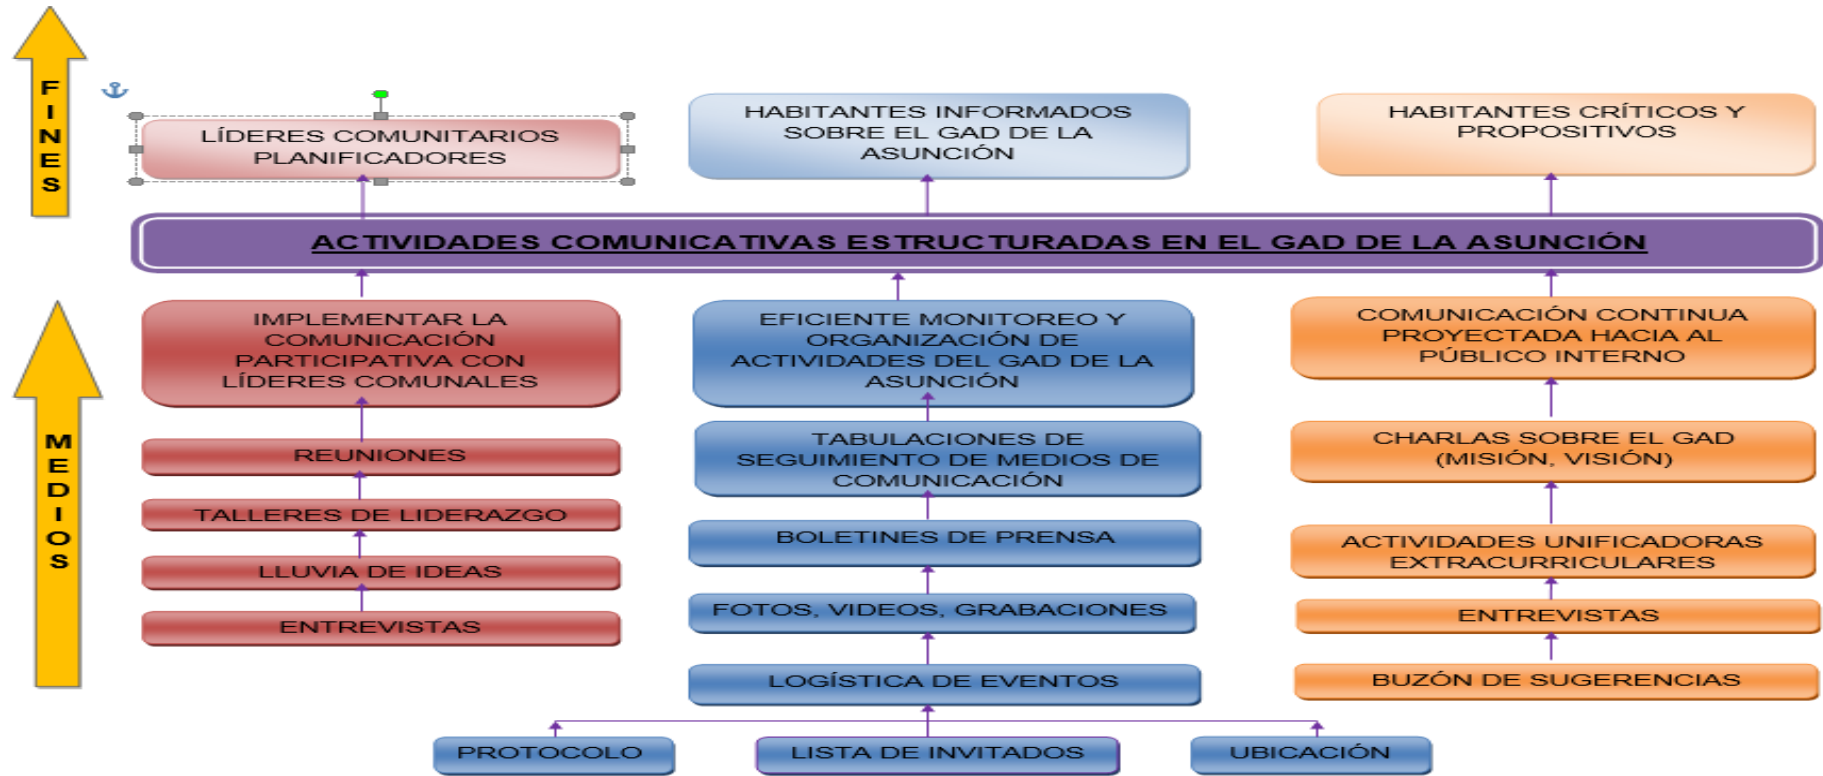 FINES
LÍDERES COMUNITARIOS
PLANIFICADORES
HABITANTES INFORMADOS
SOBRE EL GAD DE LA
ASUNCIÓN
HABITANTES CRÍTICOS Y
PROPOSITIVOS
ACTIVIDADES COMUNICATIVAS ESTRUCTURADAS EN EL GAD DE LA ASUNCIÓN
MEDIOS
IMPLEMENTAR LA
COMUNICACIÓN
PARTICIPATIVA CON
LÍDERES COMUNALES
REUNIONES
TALLERES DE LIDERAZGO
LLUVIA DE IDEAS
ENTREVISTAS
EFICIENTE MONITOREO Y
ORGANIZACIÓN DE
ACTIVIDADES DEL GAD DE LA
ASUNCIÓN
TABULACIONES DE
SEGUIMIENTO DE MEDIOS DE
COMUNICACIÓN
BOLETINES DE PRENSA
FOTOS, VIDEOS, GRABACIONES
LOGÍSTICA DE EVENTOS
PROTOCOLO
LISTA DE INVITADOS
UBICACIÓN
COMUNICACIÓN CONTINUA
PROYECTADA HACIA AL
PÚBLICO INTERNO
CHARLAS SOBRE EL GAD
(MISIÓN, VISIÓN)
ACTIVIDADES UNIFICADORAS
EXTRACURRICULARES
ENTREVISTAS
BUZÓN DE SUGERENCIAS